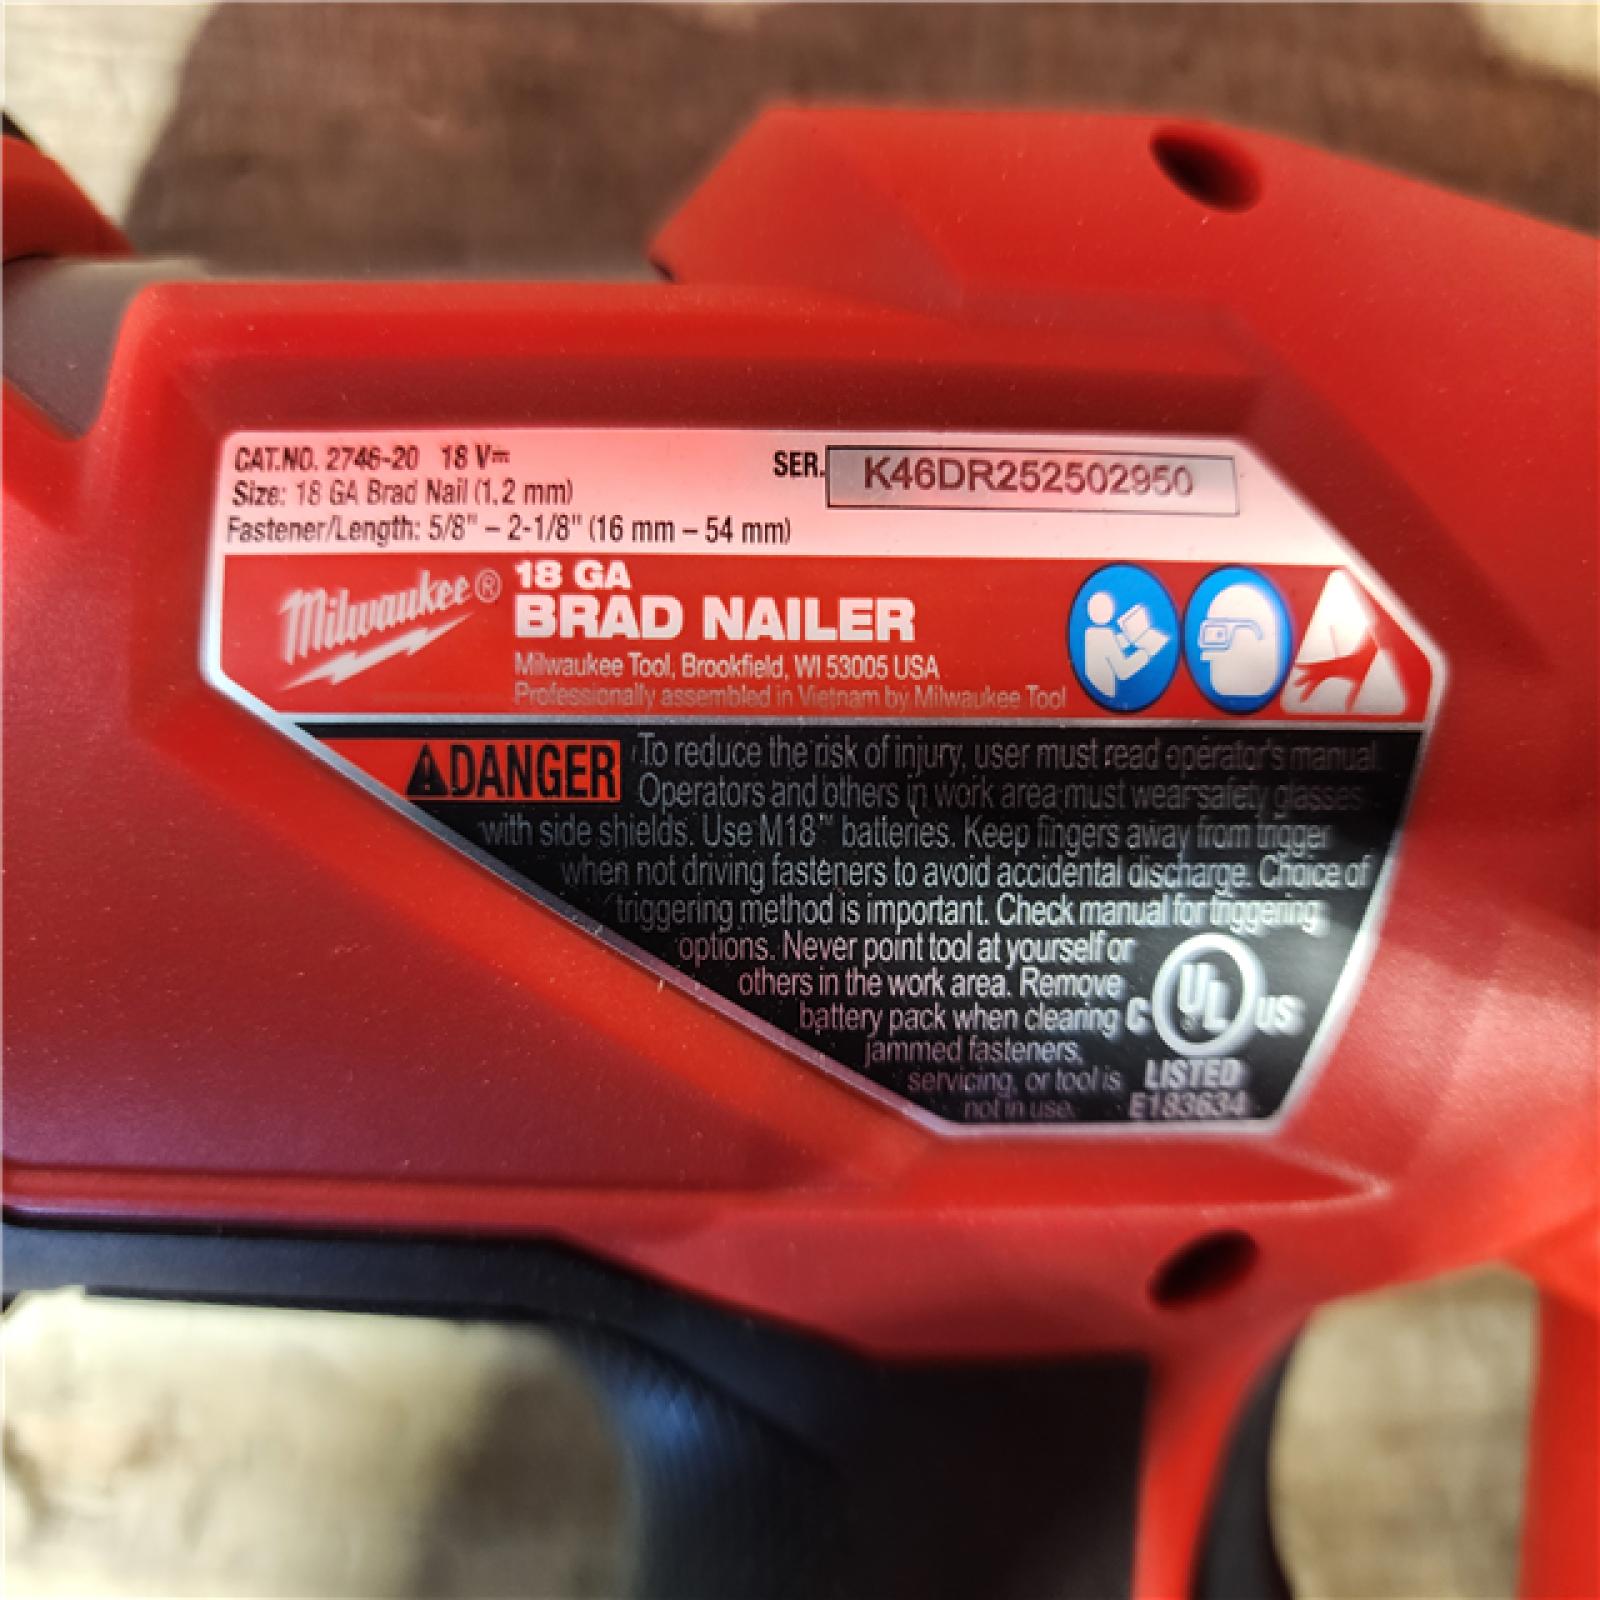 CAT.NO. 2746-20 18 V⎓
SER. K46DR252502950
Size: 18 GA Brad Nail (1,2 mm)
Fastener/Length: 5/8" – 2-1/8" (16 mm – 54 mm)
Milwaukee®
18 GA
BRAD NAILER
Milwaukee Tool, Brookfield, WI 53005 USA
Professionally assembled in Vietnam by Milwaukee Tool
⚠DANGER To reduce the risk of injury, user must read operator's manual.
Operators and others in work area must wear safety glasses
with side shields. Use M18™ batteries. Keep fingers away from trigger
when not driving fasteners to avoid accidental discharge. Choice of
triggering method is important. Check manual for triggering
options. Never point tool at yourself or
others in the work area. Remove
battery pack when clearing
jammed fasteners,
servicing, or tool is
not in use.
C UL US
LISTED
E183634